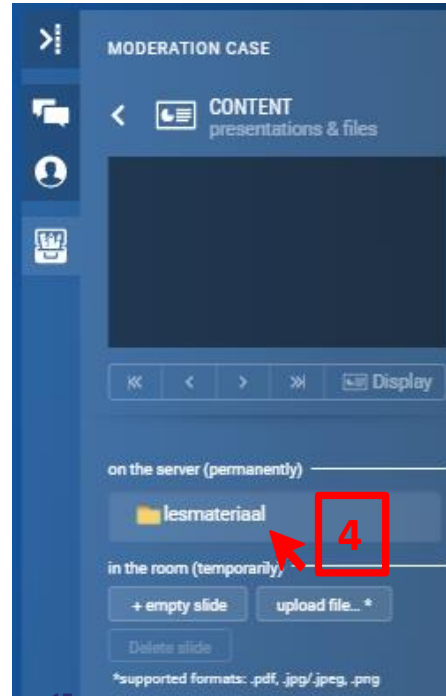 MODERATION CASE
CONTENT
presentations & files
Display
on the server (permanently)
lesmateriaal
4
in the room (temporarily)
+ empty slide upload file... *
Delete slide
*supported formats: .pdf, .jpg/.jpeg, .png